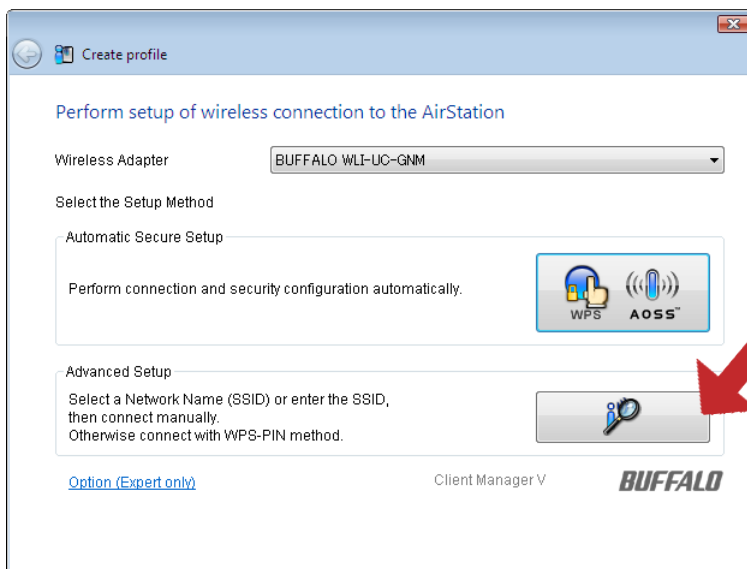 Create profile
Perform setup of wireless connection to the AirStation
Wireless Adapter
BUFFALO WLI-UC-GNM
Select the Setup Method
Automatic Secure Setup
Perform connection and security configuration automatically.
WPS
AOSS™
Advanced Setup
Select a Network Name (SSID) or enter the SSID,
then connect manually.
Otherwise connect with WPS-PIN method.
Option (Expert only)
Client Manager V
BUFFALO